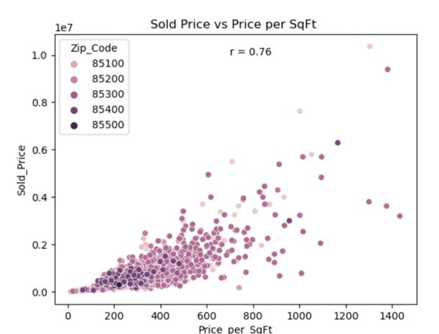 Sold Price vs Price per SqFt
1e7
r = 0.76
Zip_Code
85100
85200
85300
85400
85500
Sold_Price
1.0
0.8
0.6
0.4
0.2
0.0
0 200 400 600 800 1000 1200 1400
Price_per_SqFt